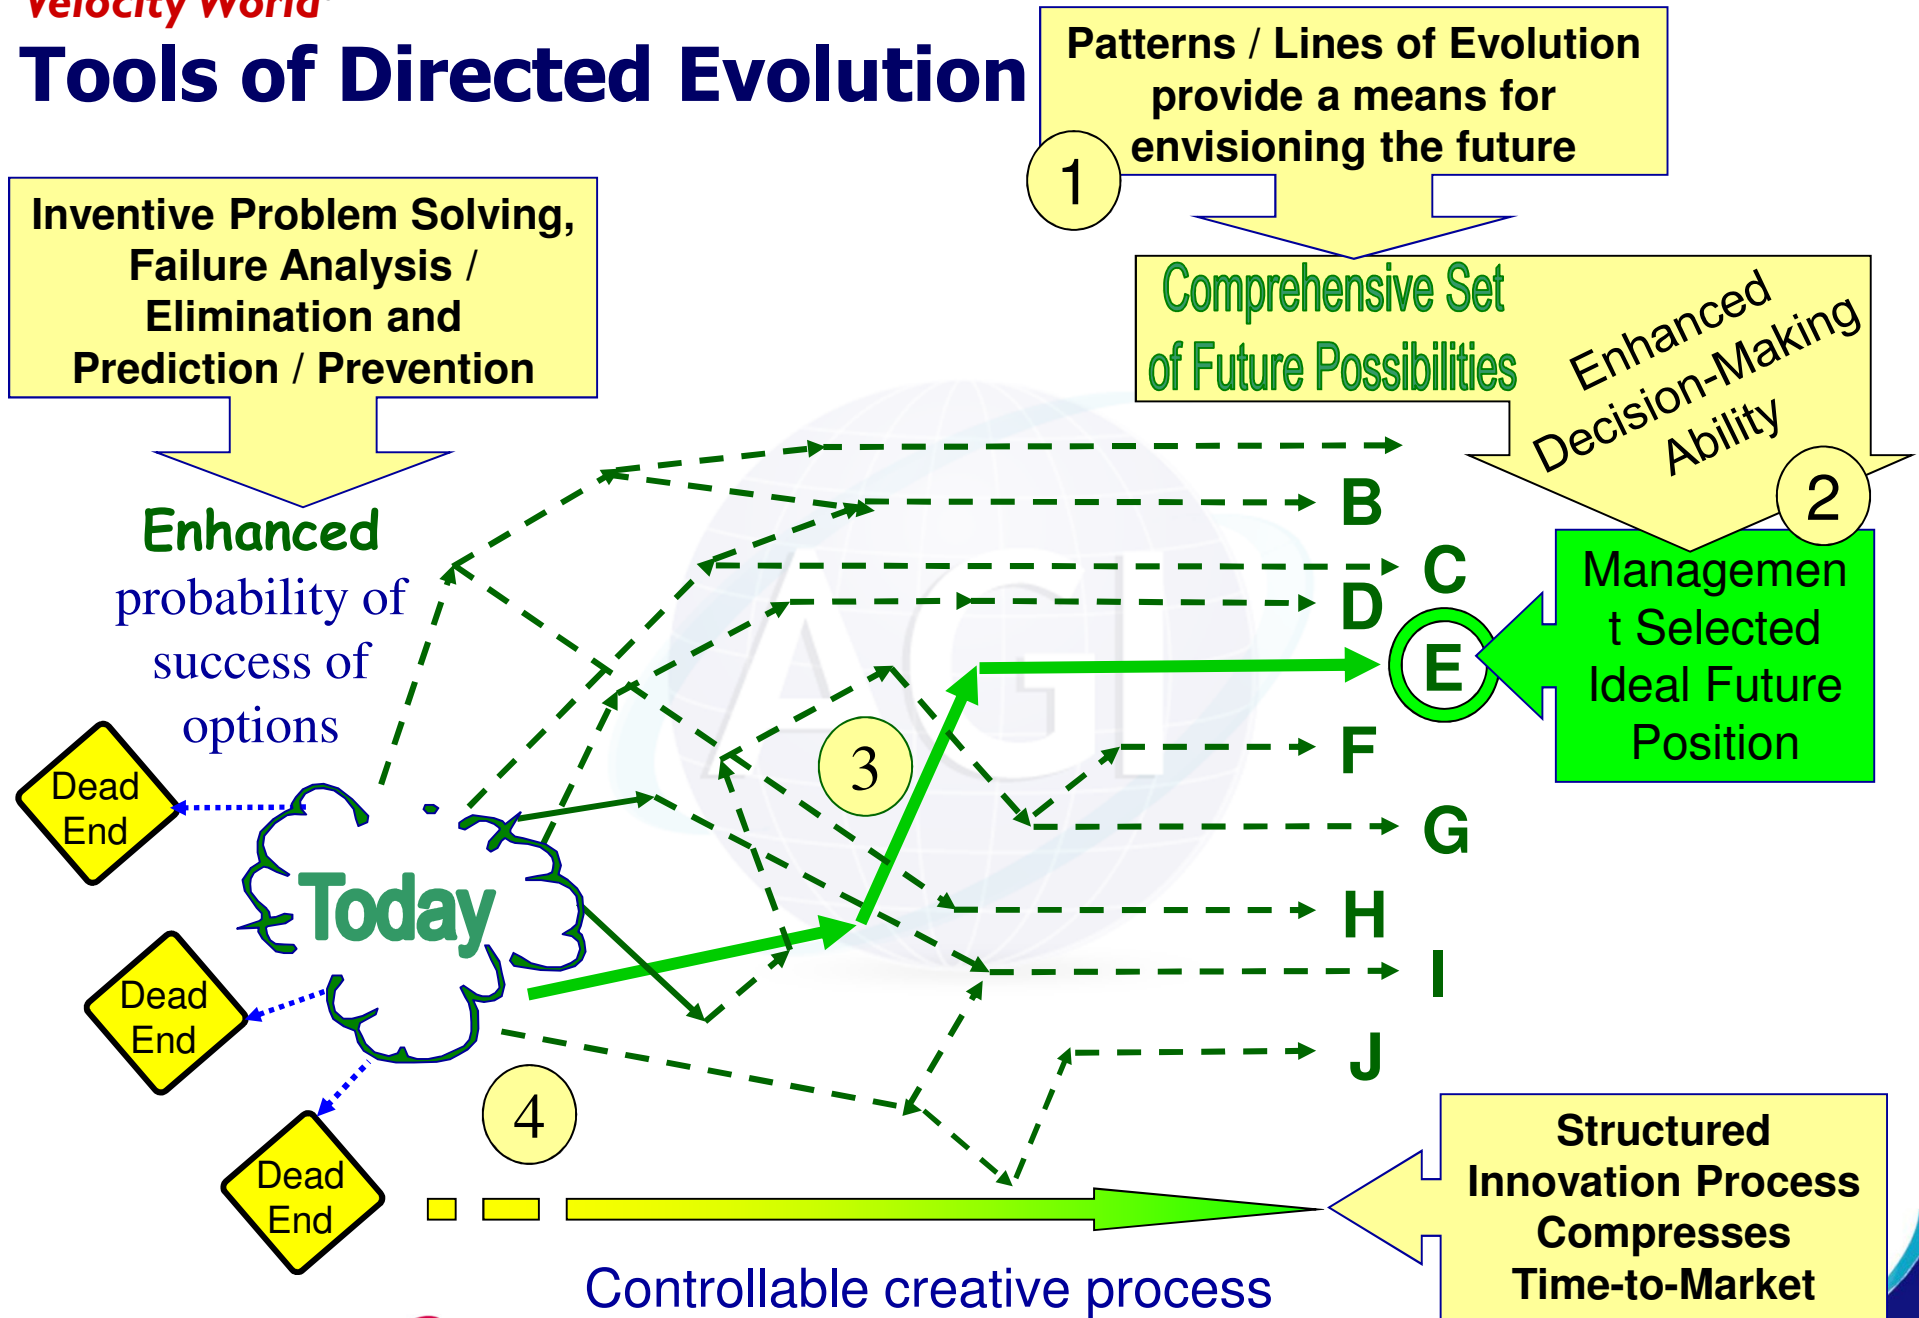 Velocity World
Tools of Directed Evolution
Patterns / Lines of Evolution
provide a means for
envisioning the future
1
Inventive Problem Solving,
Failure Analysis /
Elimination and
Prediction / Prevention
Comprehensive Set
of Future Possibilities
Enhanced
Decision-Making
Ability
2
Enhanced
probability of
success of
options
B
C
D
E
F
G
H
I
J
Managemen
t Selected
Ideal Future
Position
3
AGI
Dead
End
Today
Dead
End
Dead
End
4
Structured
Innovation Process
Compresses
Time-to-Market
Controllable creative process